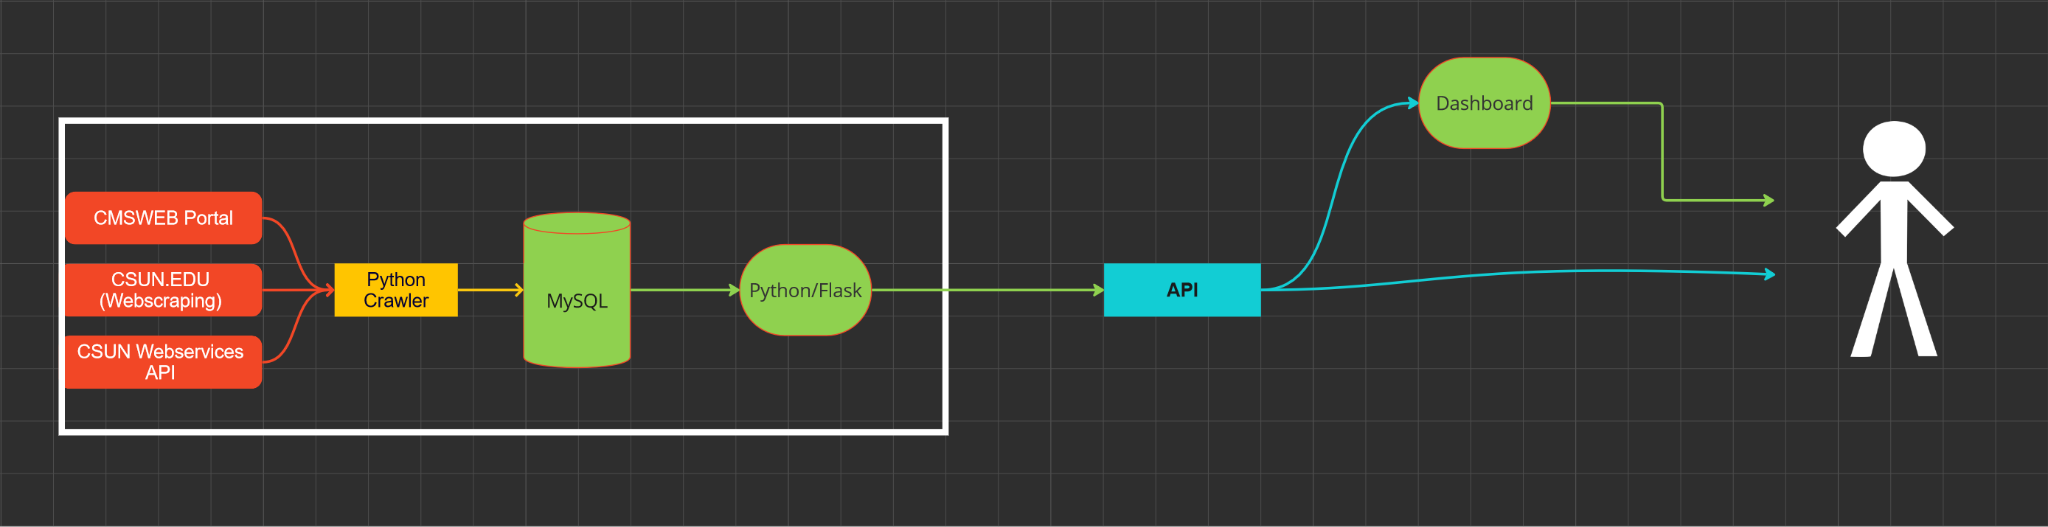 CMSWEB Portal
CSUN.EDU
(Webscraping)
CSUN Webservices
API
Python
Crawler
MySQL
Python/Flask
API
Dashboard